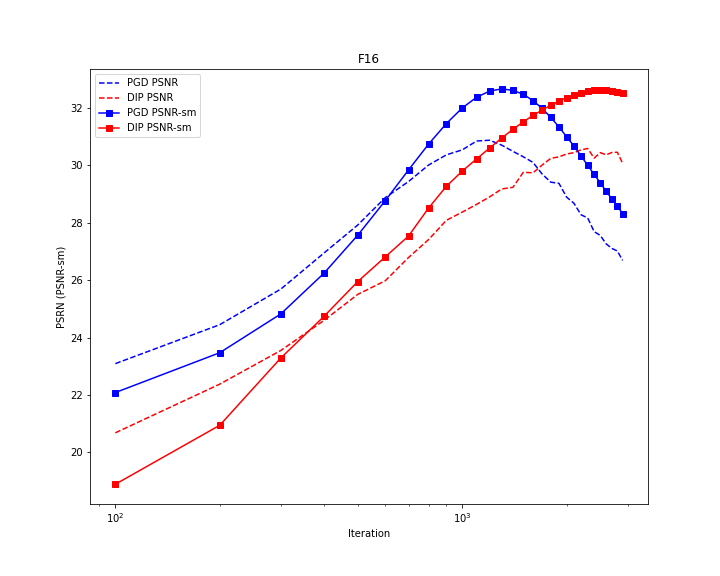 F16
PGD PSNR
DIP PSNR
PGD PSNR-sm
DIP PSNR-sm
PSRN (PSNR-sm)
32
30
28
26
24
22
20
10²
10³
Iteration